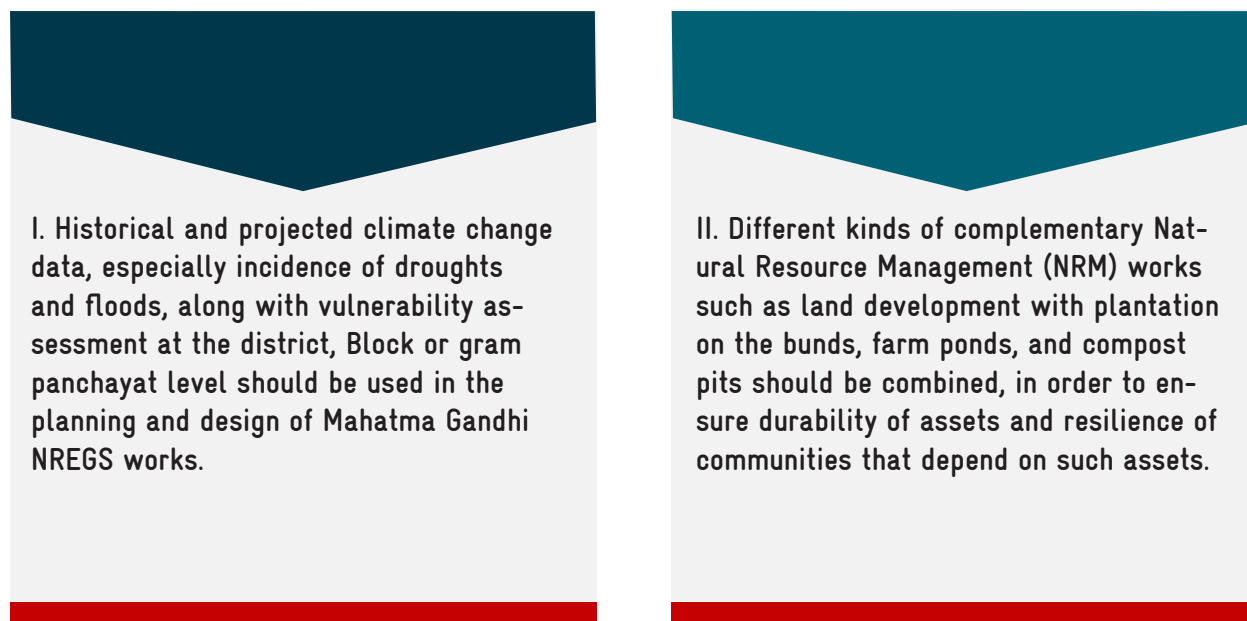 I. Historical and projected climate change
data, especially incidence of droughts
and floods, along with vulnerability as-
sessment at the district, Block or gram
panchayat level should be used in the
planning and design of Mahatma Gandhi
NREGS works.
II. Different kinds of complementary Nat-
ural Resource Management (NRM) works
such as land development with plantation
on the bunds, farm ponds, and compost
pits should be combined, in order to en-
sure durability of assets and resilience of
communities that depend on such assets.